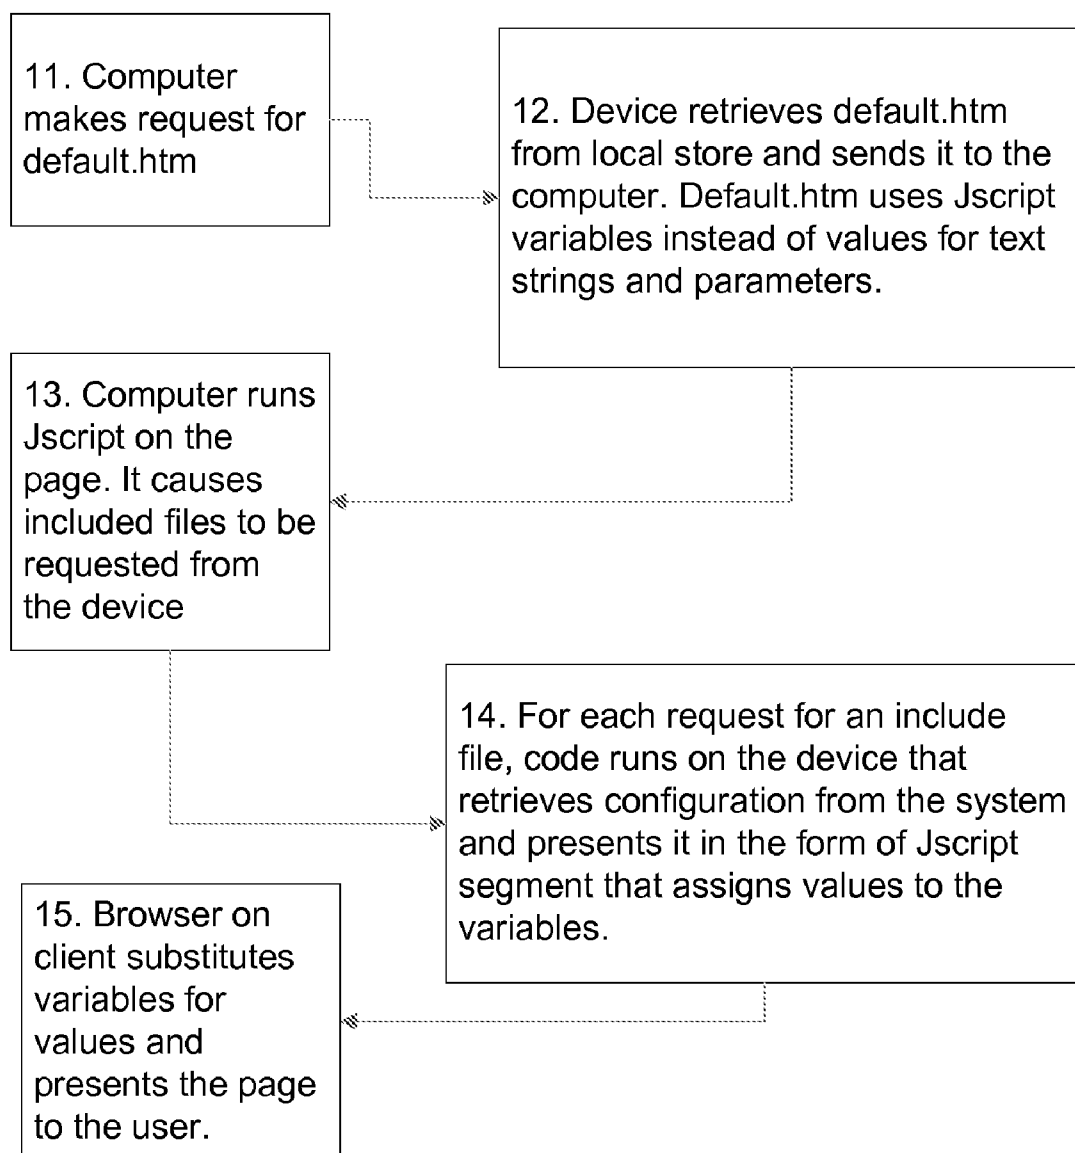 11. Computer
makes request for
default.htm
12. Device retrieves default.htm
from local store and sends it to the
computer. Default.htm uses Jscript
variables instead of values for text
strings and parameters.
13. Computer runs
Jscript on the
page. It causes
included files to be
requested from
the device
14. For each request for an include
file, code runs on the device that
retrieves configuration from the system
and presents it in the form of Jscript
segment that assigns values to the
variables.
15. Browser on
client substitutes
variables for
values and
presents the page
to the user.